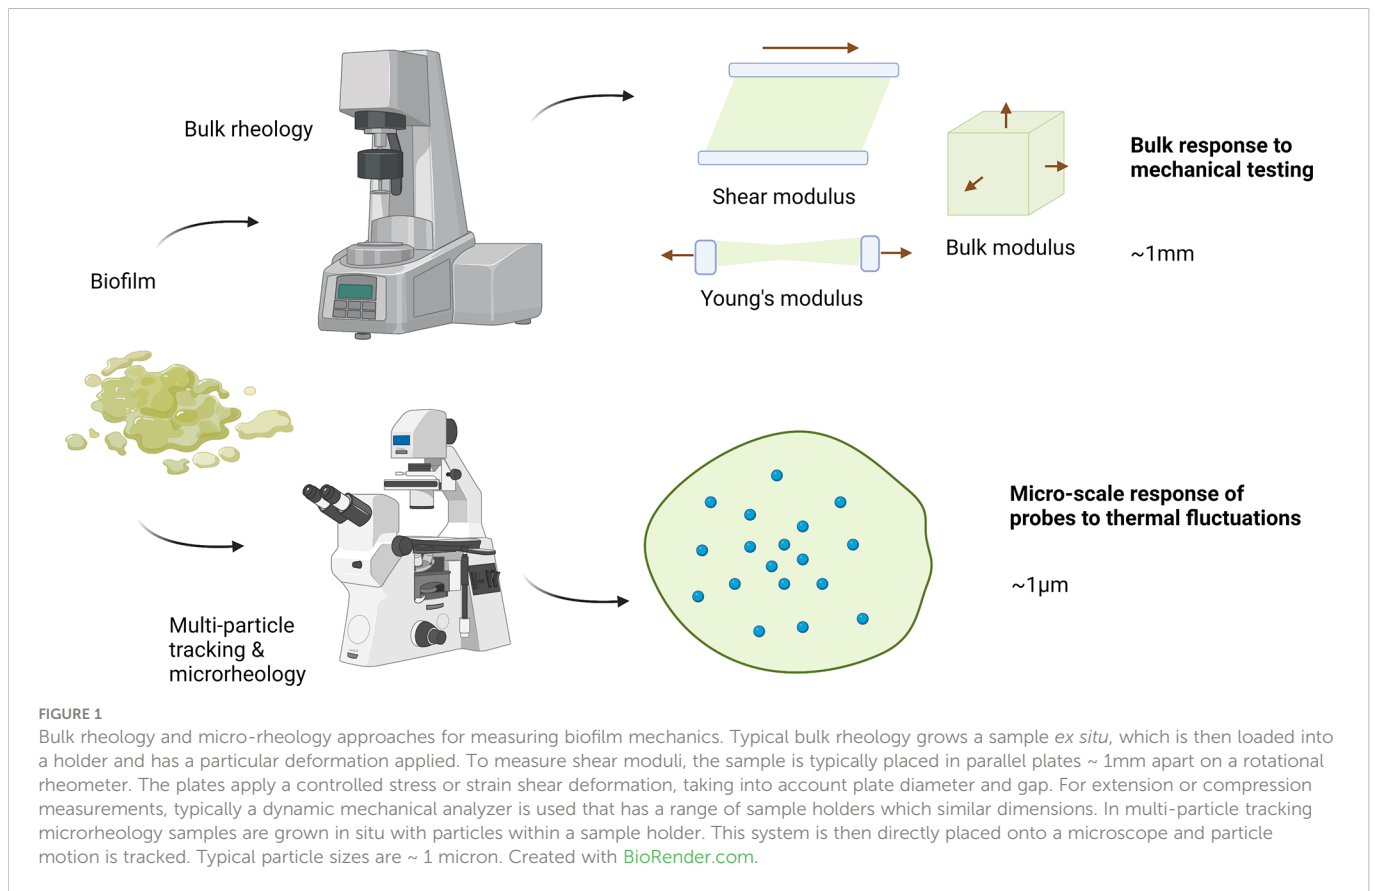 Bulk rheology
Biofilm
Shear modulus
Young's modulus
Bulk modulus
Bulk response to
mechanical testing
~1mm
Multi-particle
tracking &
microrheology
Micro-scale response of
probes to thermal fluctuations
~1μm
FIGURE 1
Bulk rheology and micro-rheology approaches for measuring biofilm mechanics. Typical bulk rheology grows a sample ex situ, which is then loaded into
a holder and has a particular deformation applied. To measure shear moduli, the sample is typically placed in parallel plates ~ 1mm apart on a rotational
rheometer. The plates apply a controlled stress or strain shear deformation, taking into account plate diameter and gap. For extension or compression
measurements, typically a dynamic mechanical analyzer is used that has a range of sample holders which similar dimensions. In multi-particle tracking
microrheology samples are grown in situ with particles within a sample holder. This system is then directly placed onto a microscope and particle
motion is tracked. Typical particle sizes are ~ 1 micron. Created with BioRender.com.